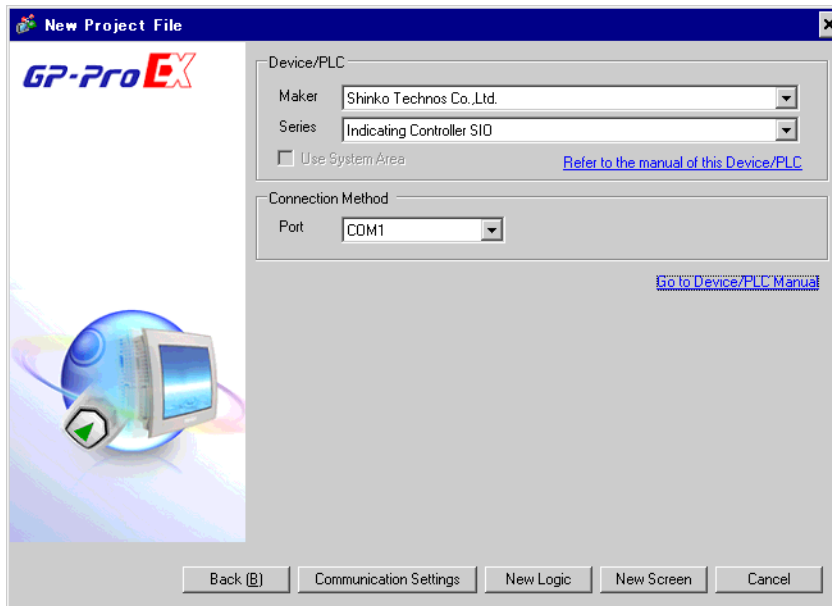 New Project File
GP-Pro EX
Device/PLC
Maker Shinko Technos Co.,Ltd.
Series Indicating Controller SIO
Use System Area Refer to the manual of this Device/PLC
Connection Method
Port COM1
Go to Device/PLC Manual
Back (B) Communication Settings New Logic New Screen Cancel